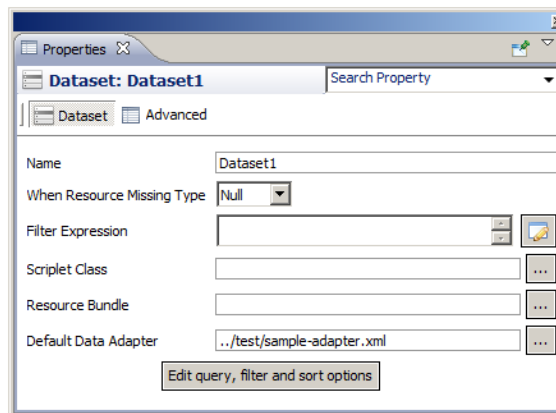 Properties
Dataset: Dataset1 Search Property
Dataset Advanced
Name Dataset1
When Resource Missing Type Null
Filter Expression
Scriplet Class ...
Resource Bundle ...
Default Data Adapter ../test/sample-adapter.xml ...
Edit query, filter and sort options